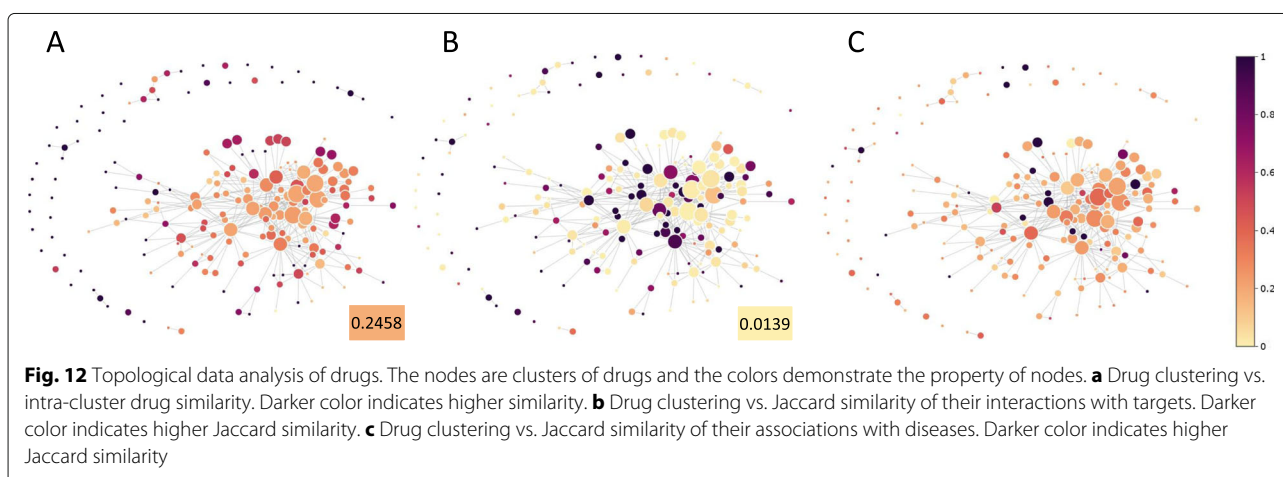 A
B
C
1
0.8
0.6
0.4
0.2
0
0.2458
0.0139
Fig. 12 Topological data analysis of drugs. The nodes are clusters of drugs and the colors demonstrate the property of nodes. a Drug clustering vs.
intra-cluster drug similarity. Darker color indicates higher similarity. b Drug clustering vs. Jaccard similarity of their interactions with targets. Darker
color indicates higher Jaccard similarity. c Drug clustering vs. Jaccard similarity of their associations with diseases. Darker color indicates higher
Jaccard similarity